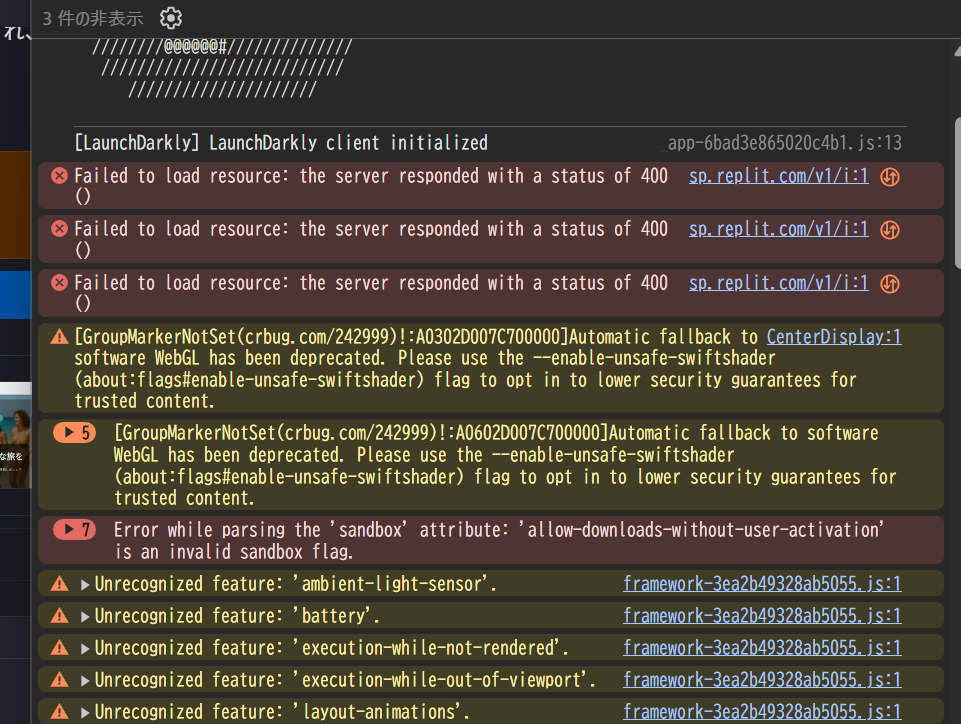 3 件の非表示
////////@@@@@@#//////////////
///////////////////////////
/////////////////////
[LaunchDarkly] LaunchDarkly client initialized _app-6bad3e865020c4b1.js:13
Failed to load resource: the server responded with a status of 400 sp.replit.com/v1/i:1
()
Failed to load resource: the server responded with a status of 400 sp.replit.com/v1/i:1
()
Failed to load resource: the server responded with a status of 400 sp.replit.com/v1/i:1
()
[GroupMarkerNotSet(crbug.com/242999)!:A0302D007C700000]Automatic fallback to CenterDisplay:1
software WebGL has been deprecated. Please use the --enable-unsafe-swiftshader
(about:flags#enable-unsafe-swiftshader) flag to opt in to lower security guarantees for
trusted content.
5 [GroupMarkerNotSet(crbug.com/242999)!:A0602D007C700000]Automatic fallback to software
WebGL has been deprecated. Please use the --enable-unsafe-swiftshader
(about:flags#enable-unsafe-swiftshader) flag to opt in to lower security guarantees for
trusted content.
7 Error while parsing the 'sandbox' attribute: 'allow-downloads-without-user-activation'
is an invalid sandbox flag.
Unrecognized feature: 'ambient-light-sensor'. framework-3ea2b49328ab5055.js:1
Unrecognized feature: 'battery'. framework-3ea2b49328ab5055.js:1
Unrecognized feature: 'execution-while-not-rendered'. framework-3ea2b49328ab5055.js:1
Unrecognized feature: 'execution-while-out-of-viewport'. framework-3ea2b49328ab5055.js:1
Unrecognized feature: 'layout-animations'. framework-3ea2b49328ab5055.js:1
な旅を